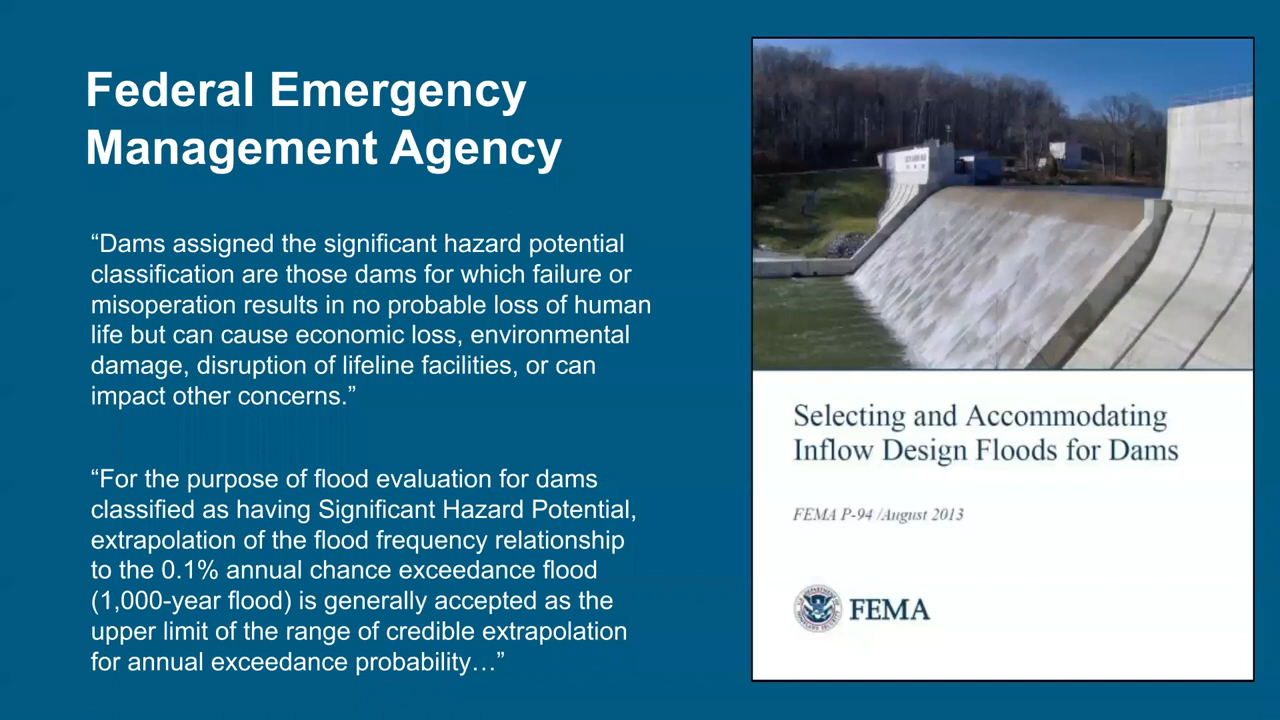 Federal Emergency
Management Agency
“Dams assigned the significant hazard potential
classification are those dams for which failure or
misoperation results in no probable loss of human
life but can cause economic loss, environmental
damage, disruption of lifeline facilities, or can
impact other concerns.”
“For the purpose of flood evaluation for dams
classified as having Significant Hazard Potential,
extrapolation of the flood frequency relationship
to the 0.1% annual chance exceedance flood
(1,000-year flood) is generally accepted as the
upper limit of the range of credible extrapolation
for annual exceedance probability…”
Selecting and Accommodating
Inflow Design Floods for Dams
FEMA P-94 /August 2013
FEMA